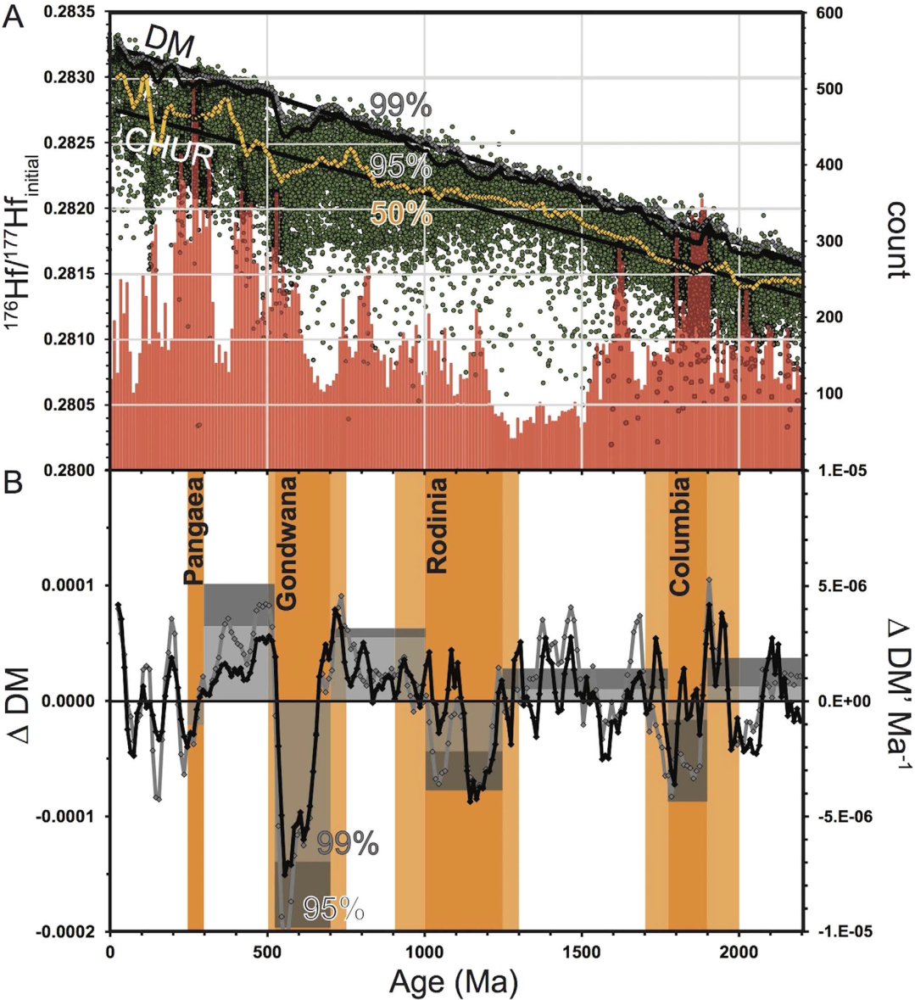 A
0.2835
0.2830
0.2825
0.2820
0.2815
0.2810
0.2805
0.2800
176Hf/177Hfinitial
DM
99%
CHUR
95%
50%
600
500
400
300
200
100
count
B
1.E-05
5.E-06
0.E+00
-5.E-06
-1.E-05
Δ DM' Ma-1
Pangaea
Gondwana
Rodinia
Columbia
0.0001
0.0000
-0.0001
-0.0002
Δ DM
99%
95%
0
500
1000
1500
2000
Age (Ma)